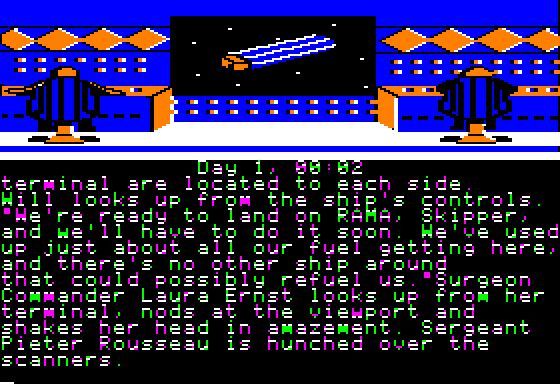 Day 1, 00:02
terminal are located to each side.
Will looks up from the ship's controls.
"We're ready to land on RAMA, Skipper,
and we'll have to do it soon. We've used
up just about all our fuel getting here,
and there's no other ship around
that could possibly refuel us."Surgeon
Commander Laura Ernst looks up from her
terminal, nods at the viewport and
shakes her head in amazement. Sergeant
Pieter Rousseau is hunched over the
scanners.